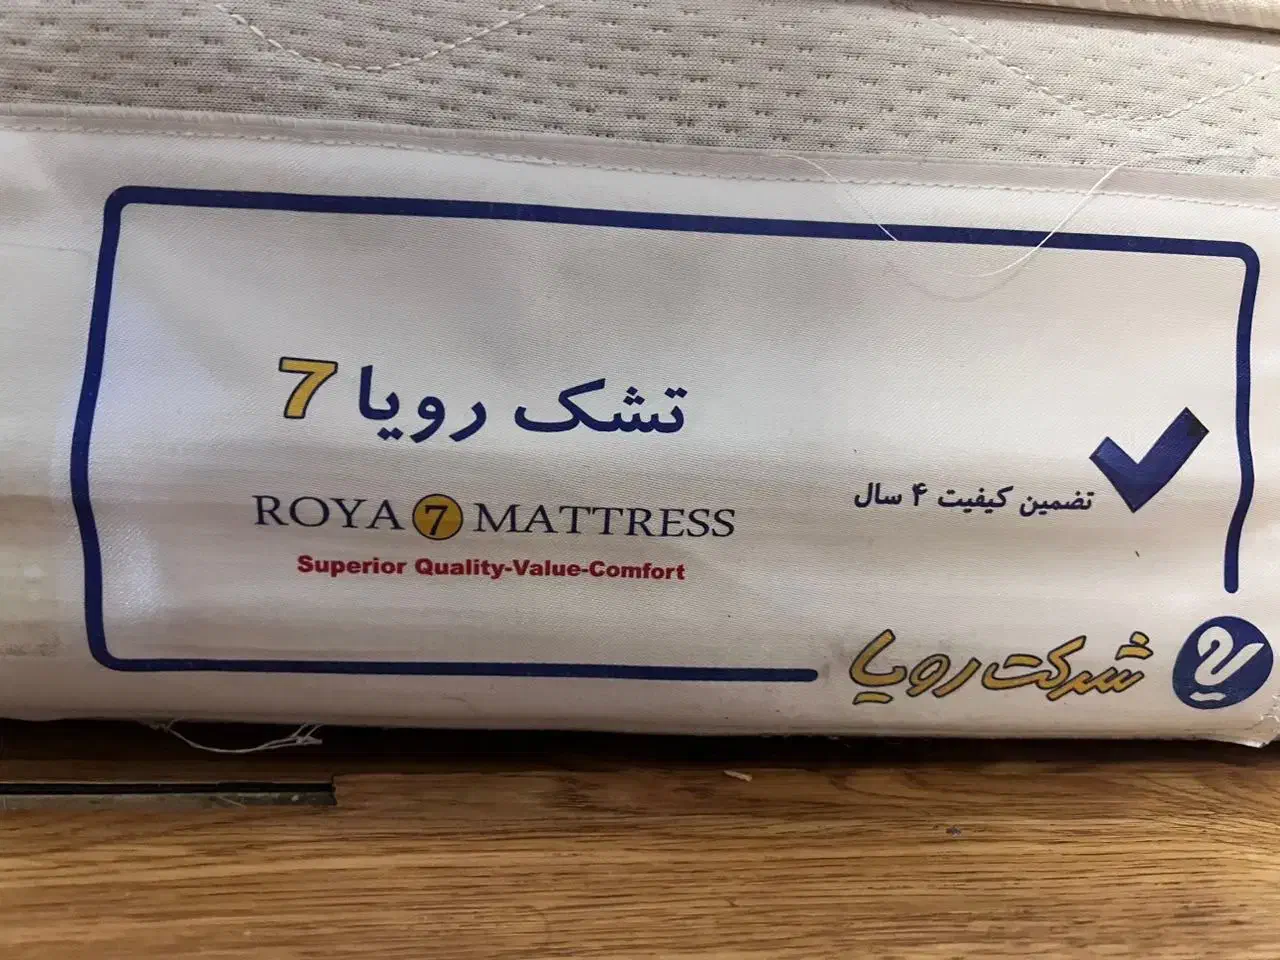 تشک رویا 7
ROYA 7 MATTRESS
Superior Quality-Value-Comfort
تضمین کیفیت ۴ سال
شرکت رویا